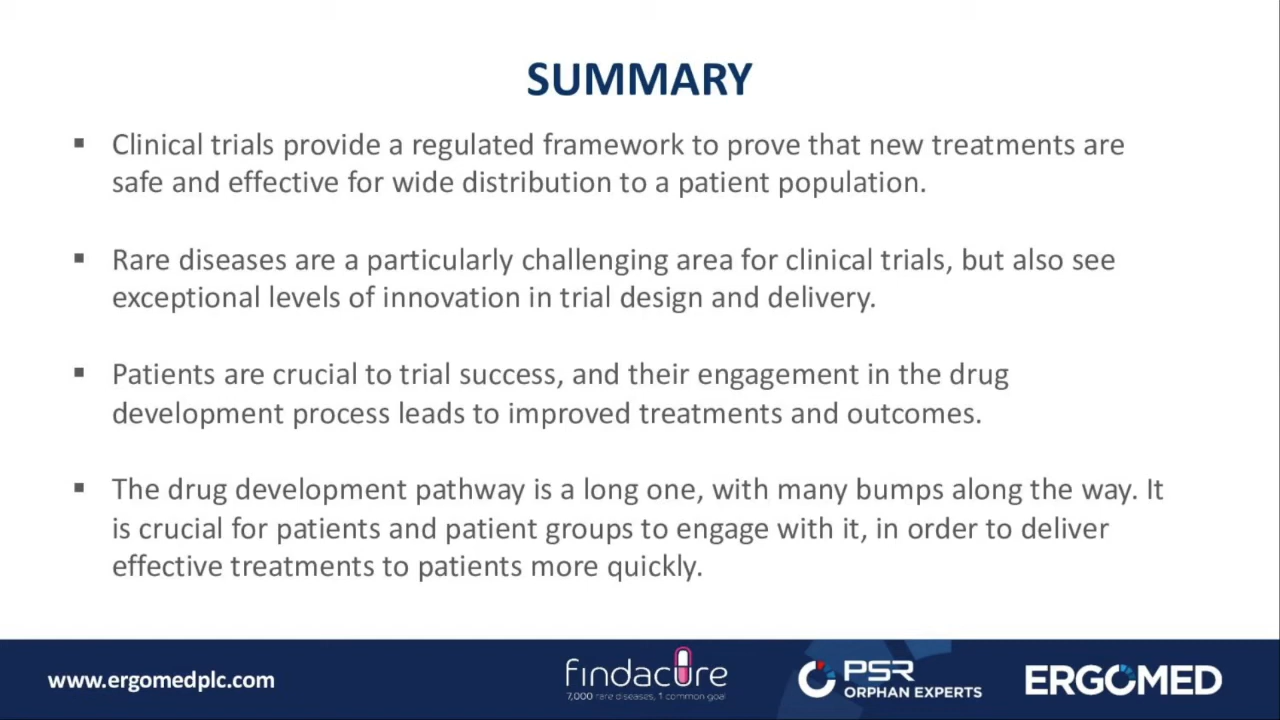 SUMMARY
▪ Clinical trials provide a regulated framework to prove that new treatments are
safe and effective for wide distribution to a patient population.
▪ Rare diseases are a particularly challenging area for clinical trials, but also see
exceptional levels of innovation in trial design and delivery.
▪ Patients are crucial to trial success, and their engagement in the drug
development process leads to improved treatments and outcomes.
▪ The drug development pathway is a long one, with many bumps along the way. It
is crucial for patients and patient groups to engage with it, in order to deliver
effective treatments to patients more quickly.
www.ergomedplc.com
findacure
7,000 rare diseases, 1 common goal
PSR
ORPHAN EXPERTS
ERGOMED